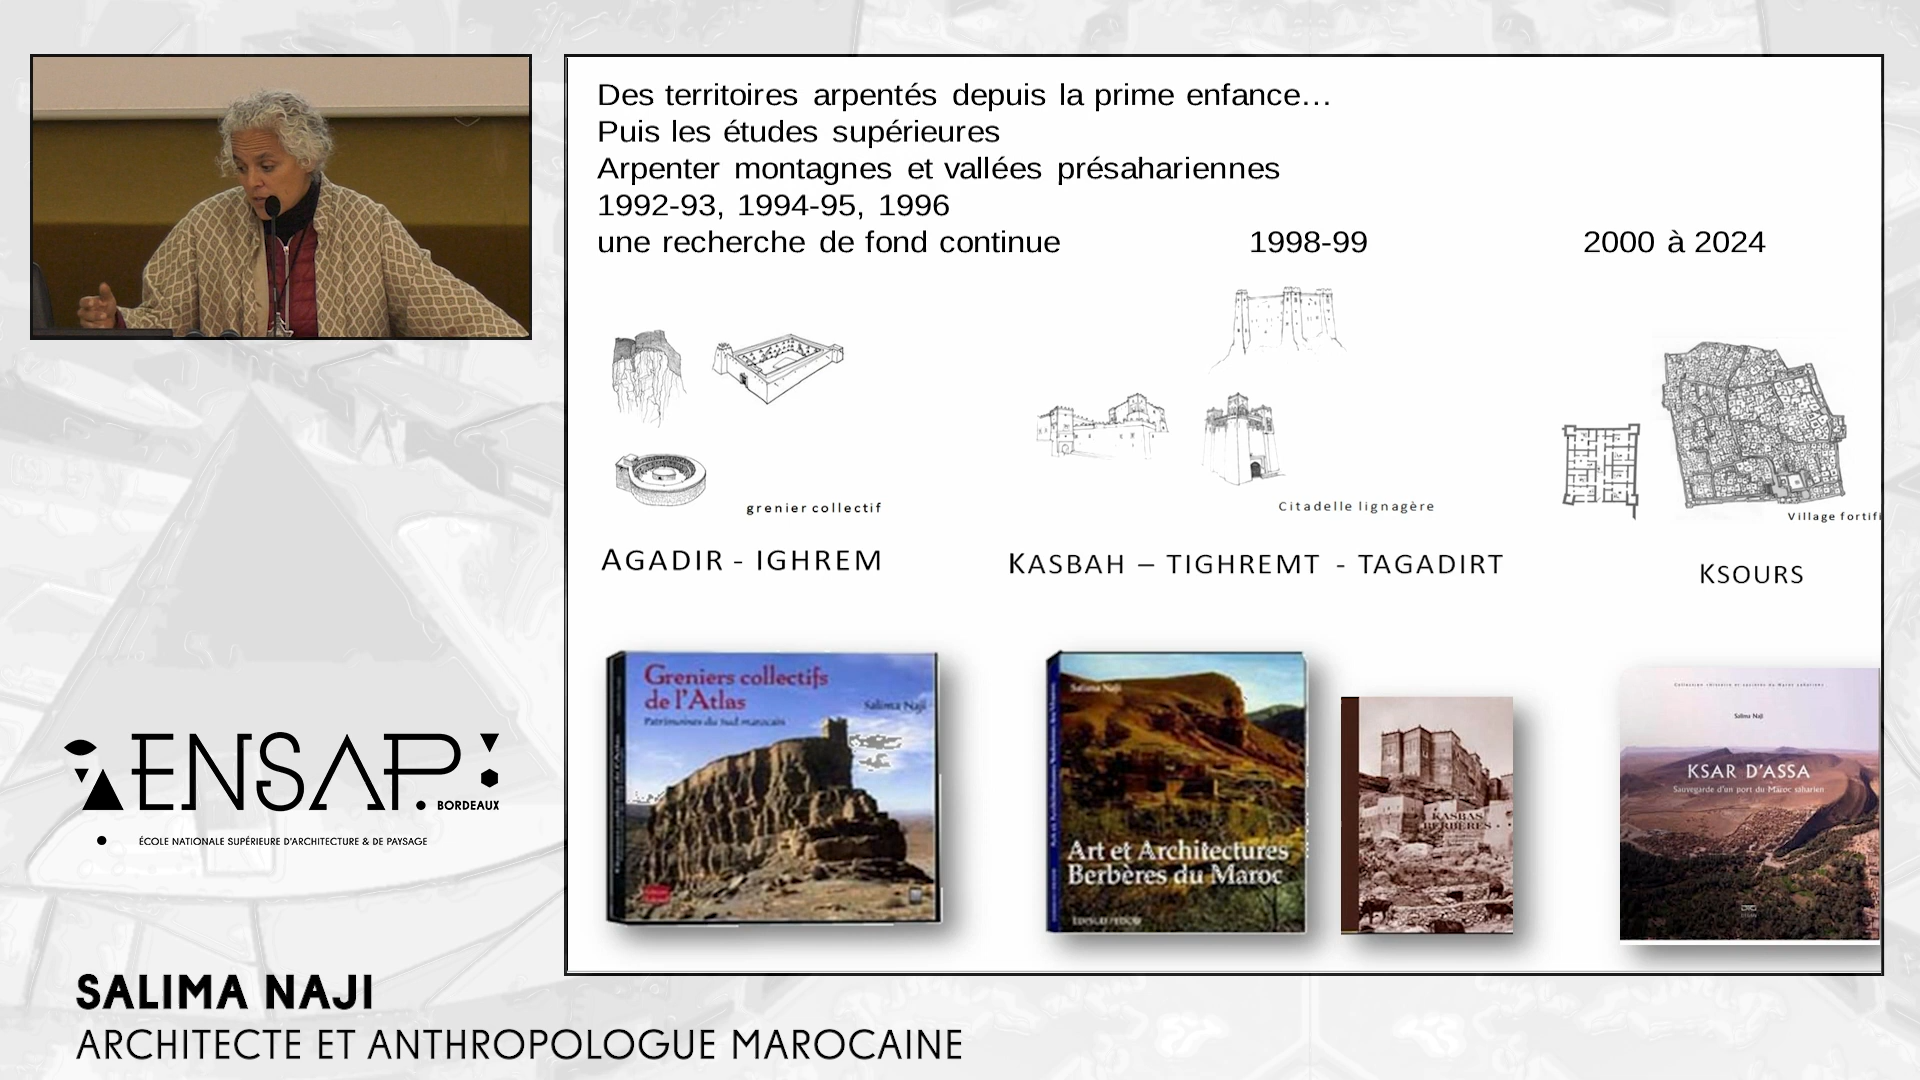 Des territoires arpentés depuis la prime enfance…
Puis les études supérieures
Arpenter montagnes et vallées présahariennes
1992-93, 1994-95, 1996
une recherche de fond continue 1998-99 2000 à 2024
grenier collectif
Citadelle lignagère
Village fortifi
AGADIR - IGHREM
KASBAH – TIGHREMT - TAGADIRT
KSOURS
Greniers collectifs
de l'Atlas
Salima Naji
Patrimoines du Sud marocain
Salima Naji
Art et Architectures
Berbères du Maroc
EDISUD
KASBAS
BERBÈRES
Salima Naji
KSAR D'ASSA
Sauvegarde d'un port du Maroc saharien
ENSAP.
BORDEAUX
ÉCOLE NATIONALE SUPÉRIEURE D'ARCHITECTURE & DE PAYSAGE
SALIMA NAJI
ARCHITECTE ET ANTHROPOLOGUE MAROCAINE